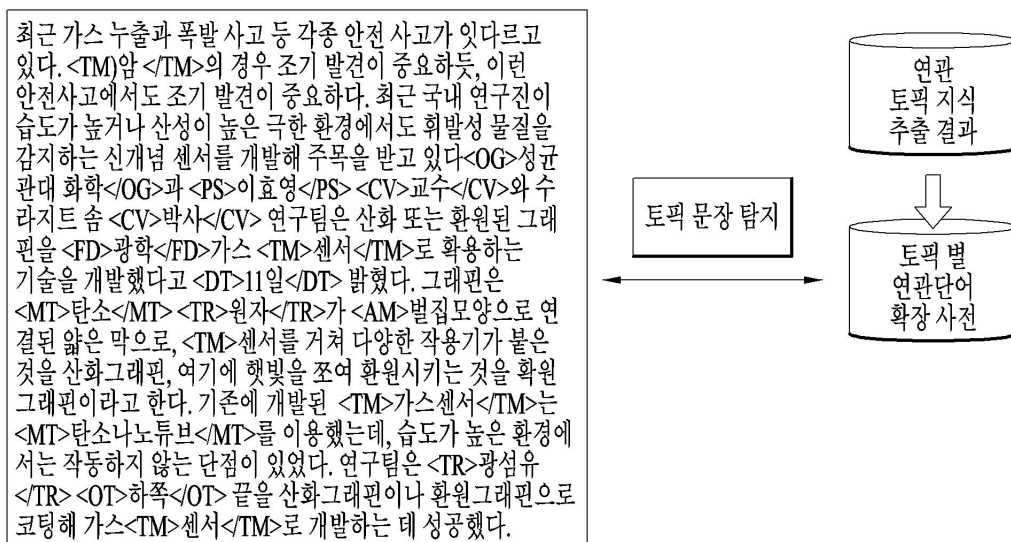 최근 가스 누출과 폭발 사고 등 각종 안전 사고가 잇다르고
있다. <TM)암 </TM>의 경우 조기 발견이 중요하듯, 이런
안전사고에서도 조기 발견이 중요하다. 최근 국내 연구진이
습도가 높거나 산성이 높은 극한 환경에서도 휘발성 물질을
감지하는 신개념 센서를 개발해 주목을 받고 있다<OG>성균
관대 화학</OG>과 <PS>이효영</PS> <CV>교수</CV>와 수
라지트 솜 <CV>박사</CV> 연구팀은 산화 또는 환원된 그래
핀을 <FD>광학</FD>가스 <TM>센서</TM>로 확용하는
기술을 개발했다고 <DT>11일</DT> 밝혔다. 그래핀은
<MT>탄소</MT> <TR>원자</TR>가 <AM>벌집모양으로 연
결된 얇은 막으로, <TM>센서를 거쳐 다양한 작용기가 붙은
것을 산화그래핀, 여기에 햇빛을 쪼여 환원시키는 것을 확원
그래핀이라고 한다. 기존에 개발된 <TM>가스센서</TM>는
<MT>탄소나노튜브</MT>를 이용했는데, 습도가 높은 환경에
서는 작동하지 않는 단점이 있었다. 연구팀은 <TR>광섬유
</TR> <OT>하쪽</OT> 끝을 산화그래핀이나 환원그래핀으로
코팅해 가스<TM>센서</TM>로 개발하는 데 성공했다.
토픽 문장 탐지
연관
토픽 지식
추출 결과
토픽 별
연관단어
확장 사전